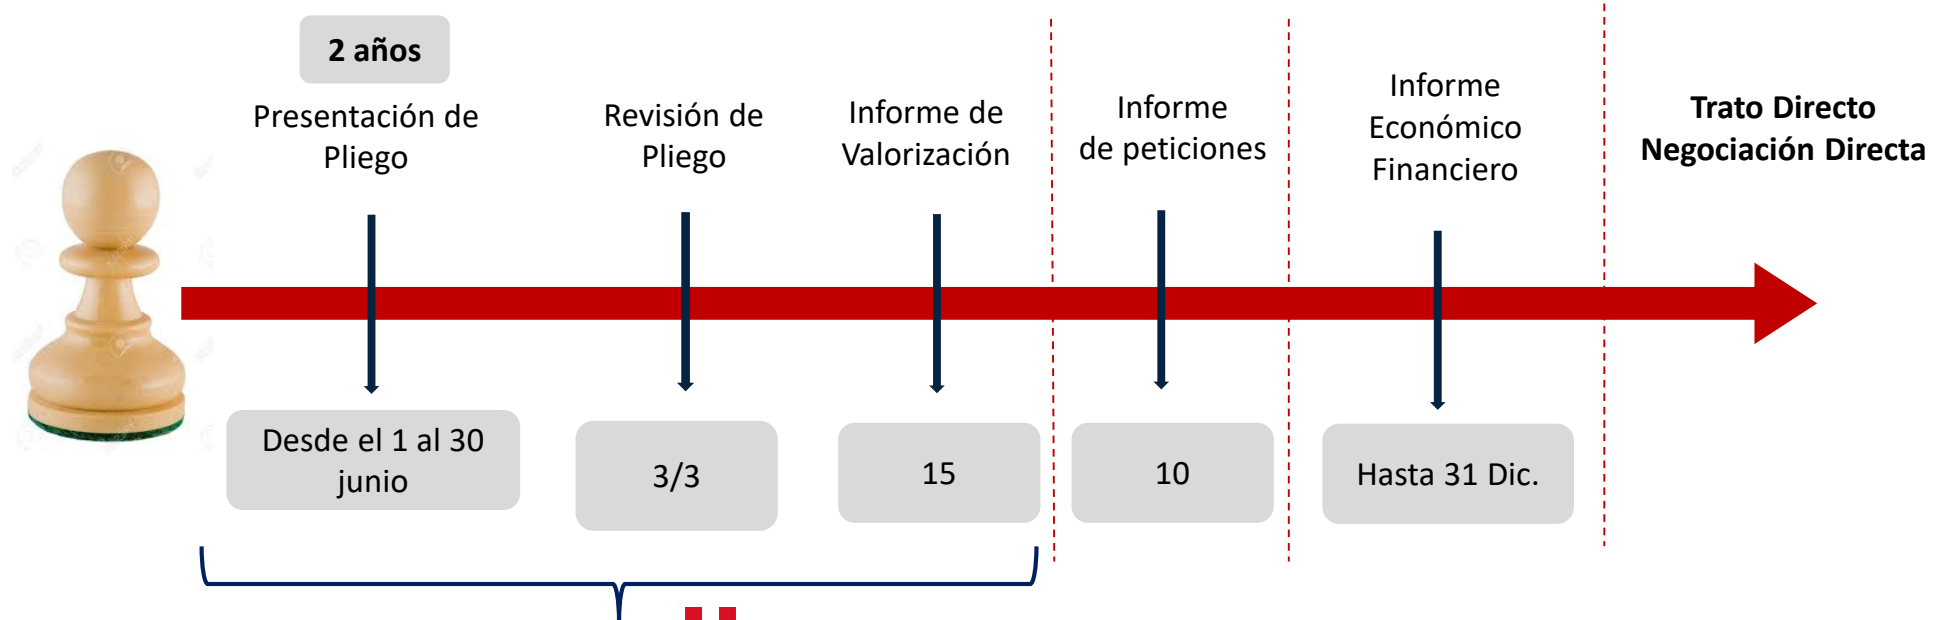 2 años
Presentación de
Pliego
Revisión de
Pliego
Informe de
Valorización
Informe
de peticiones
Informe
Económico
Financiero
Trato Directo
Negociación Directa
Desde el 1 al 30
junio
3/3
15
10
Hasta 31 Dic.